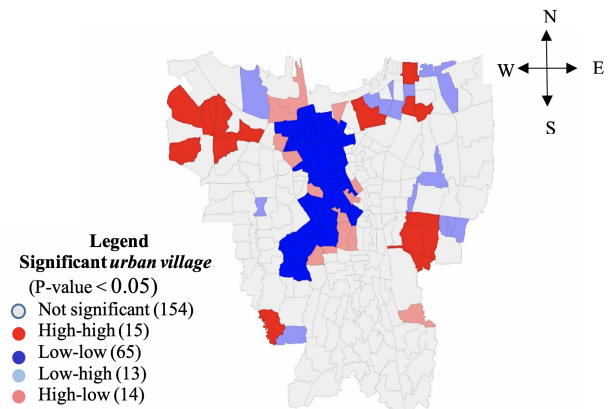 N
W
E
S
Legend
Significant urban village
(P-value < 0.05)
Not significant (154)
High-high (15)
Low-low (65)
Low-high (13)
High-low (14)